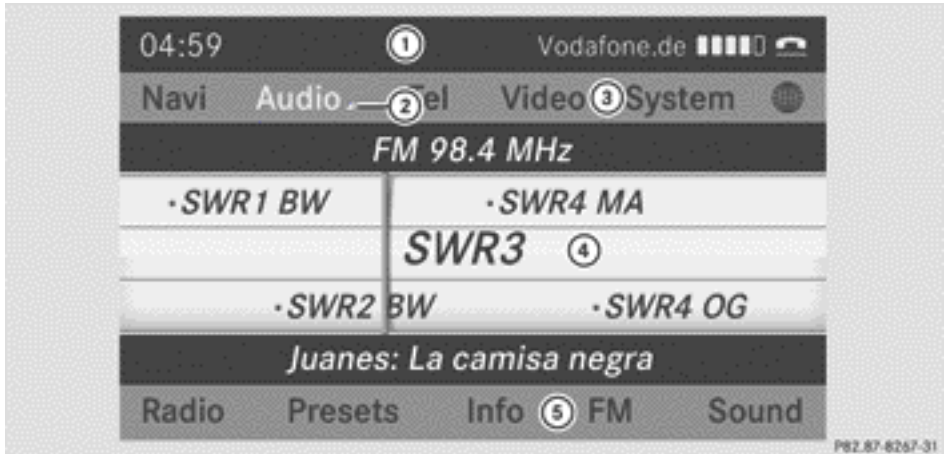 04:59 1 Vodafone.de
Navi Audio 2 Tel Video 3 System
FM 98.4 MHz
·SWR1 BW ·SWR4 MA
SWR3 4
·SWR2 BW ·SWR4 OG
Juanes: La camisa negra
Radio Presets Info 5 FM Sound
P82.87-8267-31